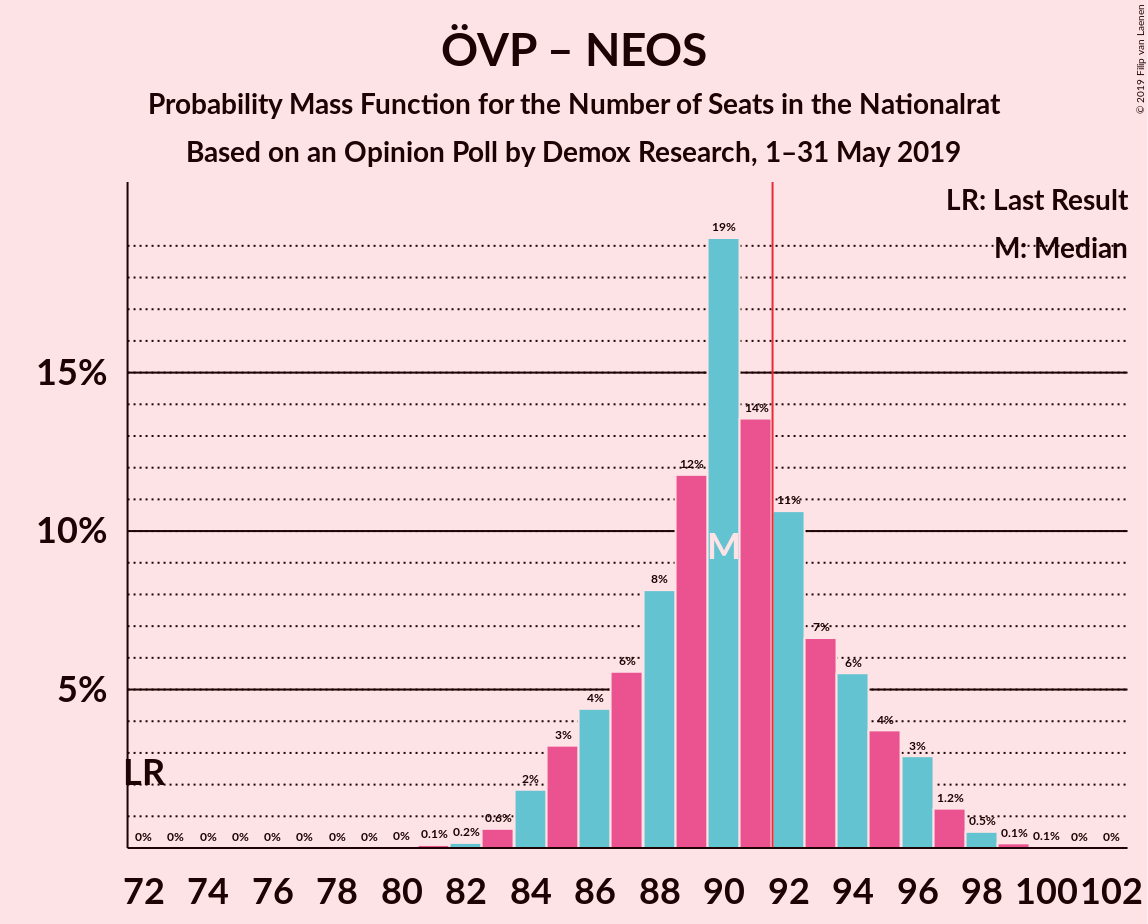 ÖVP – NEOS
Probability Mass Function for the Number of Seats in the Nationalrat
Based on an Opinion Poll by Demox Research, 1–31 May 2019
© 2019 Filip van Laenen
LR: Last Result
M: Median
15%
10%
5%
LR
M
0% 0% 0% 0% 0% 0% 0% 0% 0% 0.1% 0.2% 0.6% 2% 3% 4% 6% 8% 12% 19% 14% 11% 7% 6% 4% 3% 1.2% 0.5% 0.1% 0.1% 0% 0%
72 74 76 78 80 82 84 86 88 90 92 94 96 98 100 102